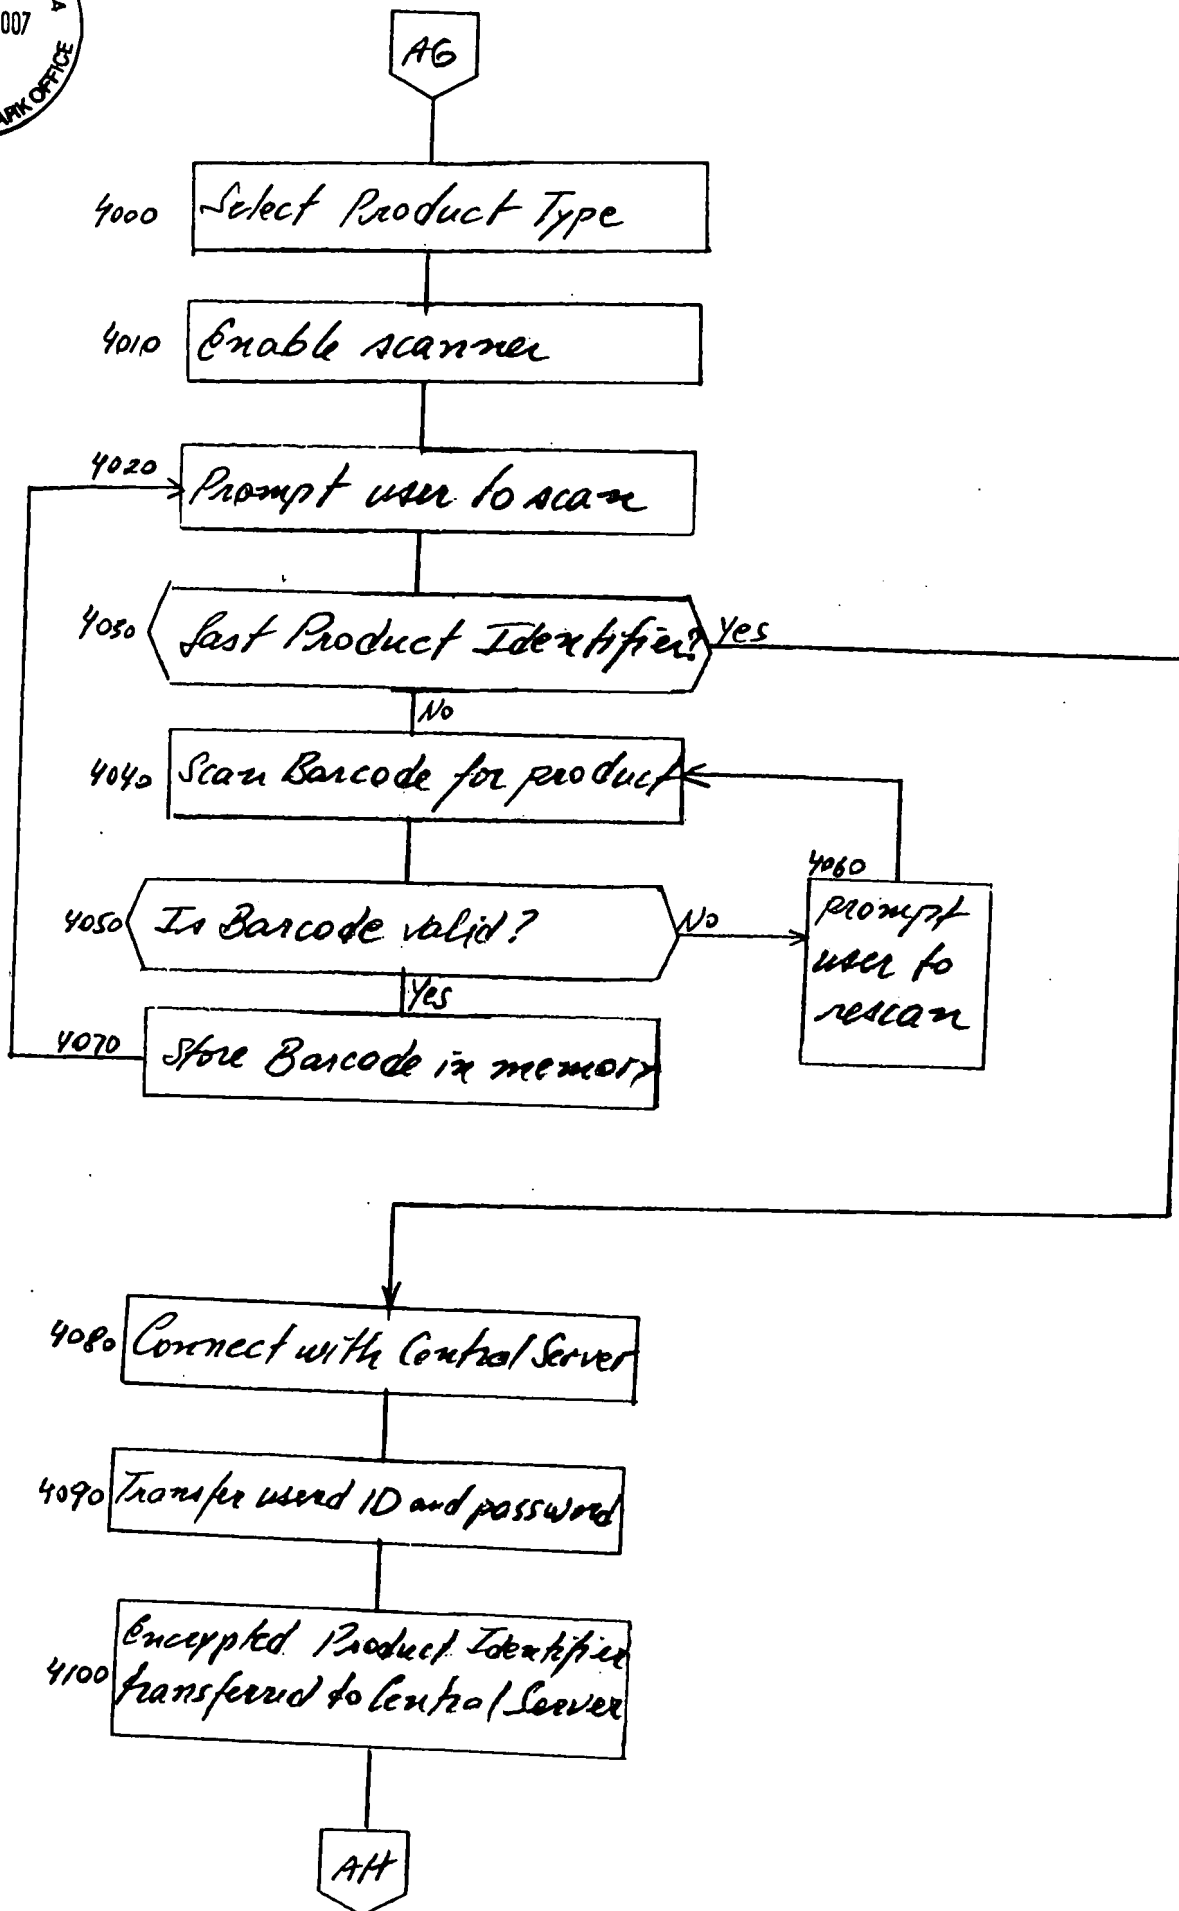 007
A
ARK OFFICE
AG
4000
Select Product Type
4010
Enable scanner
4020
Prompt user to scan
4030
Last Product Identifier?
Yes
No
4040
Scan Barcode for product
4060
prompt
user to
rescan
4050
Is Barcode valid?
No
Yes
4070
Store Barcode in memory
4080
Connect with Central Server
4090
Transfer userd ID and password
4100
Encrypted Product Identifier
transferred to Central Server
AH